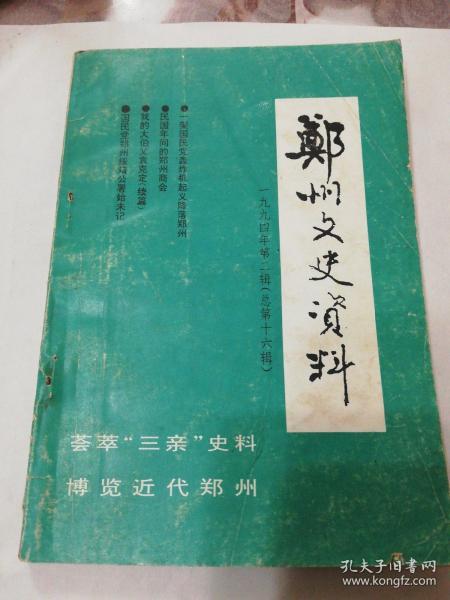 鄭州文史資料
一九九四年第二辑(总第十六辑)
●一架国民党轰炸机起义降落郑州
●民国年间的郑州商会
●我的大伯父袁克定(续篇)
●国民党郑州绥靖公署始末记
荟萃“三亲”史料
博览近代郑州
孔夫子旧书网
www.kongfz.com